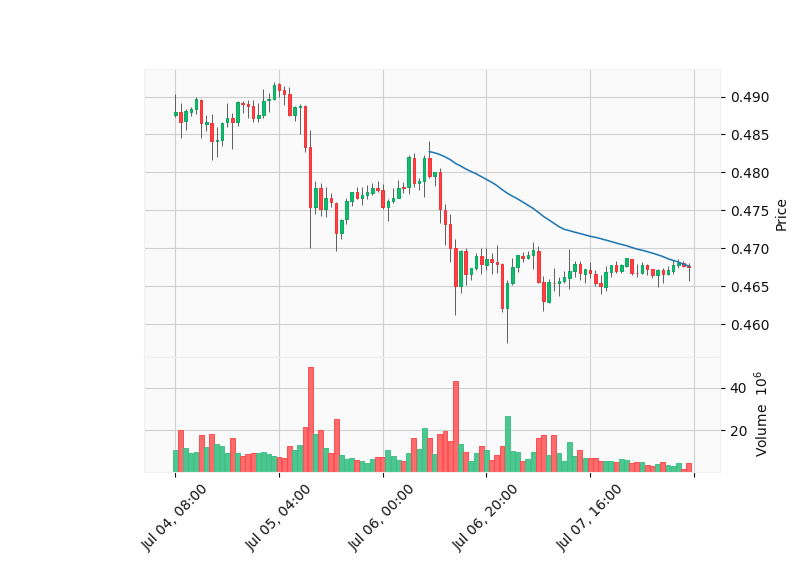 0.490
0.485
0.480
0.475
0.470
0.465
0.460
Price
40
20
Volume 10^6
Jul 04, 08:00
Jul 05, 04:00
Jul 06, 00:00
Jul 06, 20:00
Jul 07, 16:00